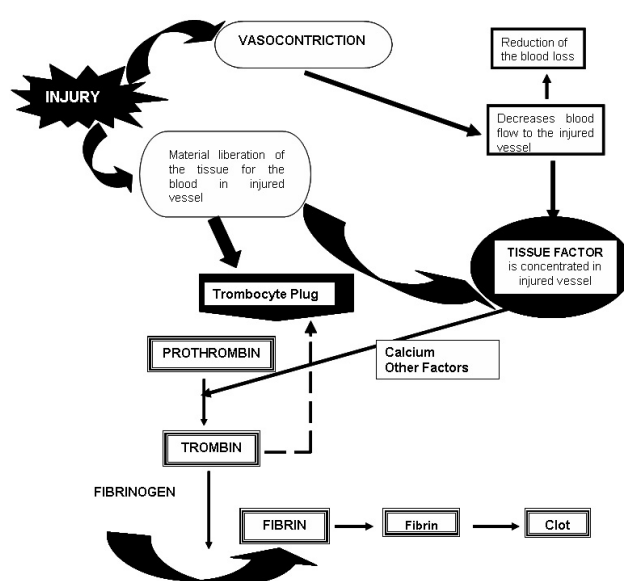 VASOCONTRICTION
Reduction of
the blood loss
INJURY
Decreases blood
flow to the injured
vessel
Material liberation of
the tissue for the
blood in injured
vessel
TISSUE FACTOR
is concentrated in
injured vessel
Trombocyte Plug
PROTHROMBIN
Calcium
Other Factors
TROMBIN
FIBRINOGEN
FIBRIN
Fibrin
Clot